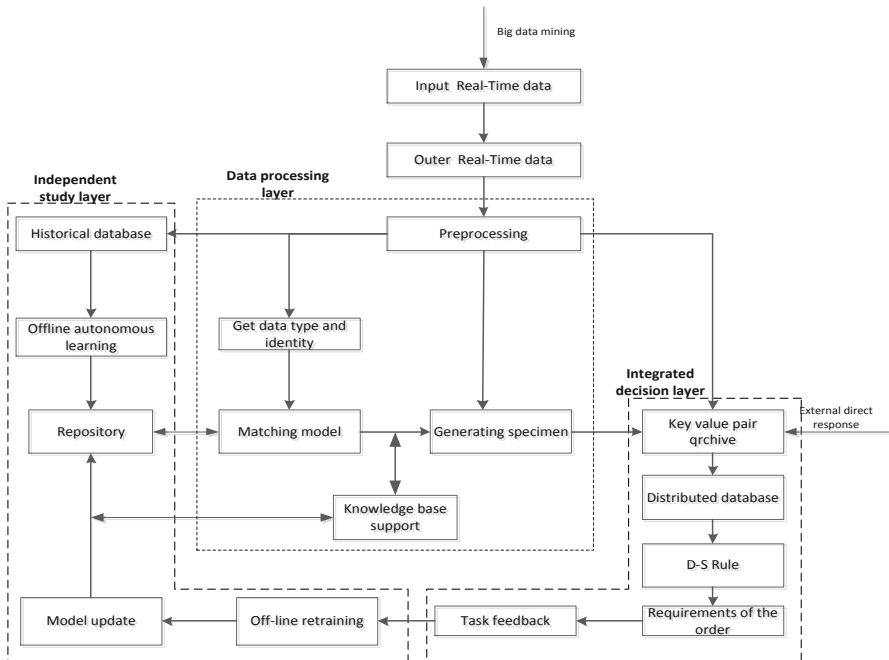 Big data mining
Input Real-Time data
Outer Real-Time data
Independent
study layer
Data processing
layer
Historical database
Preprocessing
Offline autonomous
learning
Get data type and
identity
Integrated
decision layer
Repository
Matching model
Generating specimen
Key value pair
qrchive
External direct
response
Knowledge base
support
Distributed database
D-S Rule
Model update
Off-line retraining
Task feedback
Requirements of the
order